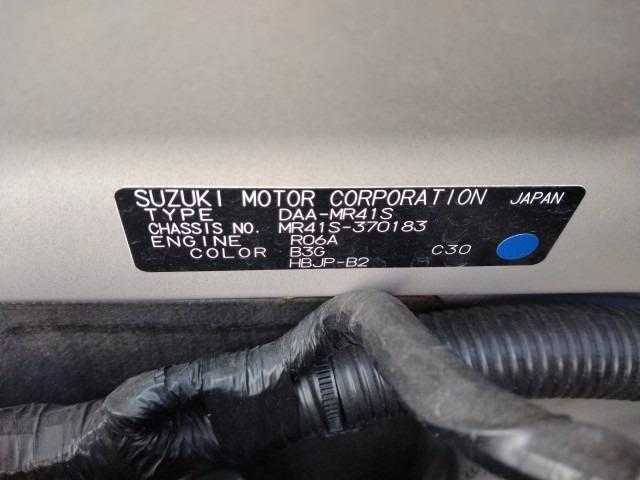 SUZUKI MOTOR CORPORATION JAPAN
TYPE DAA-MR41S
CHASSIS NO. MR41S-370183
ENGINE R06A
COLOR B3G C30
HBJP-B2